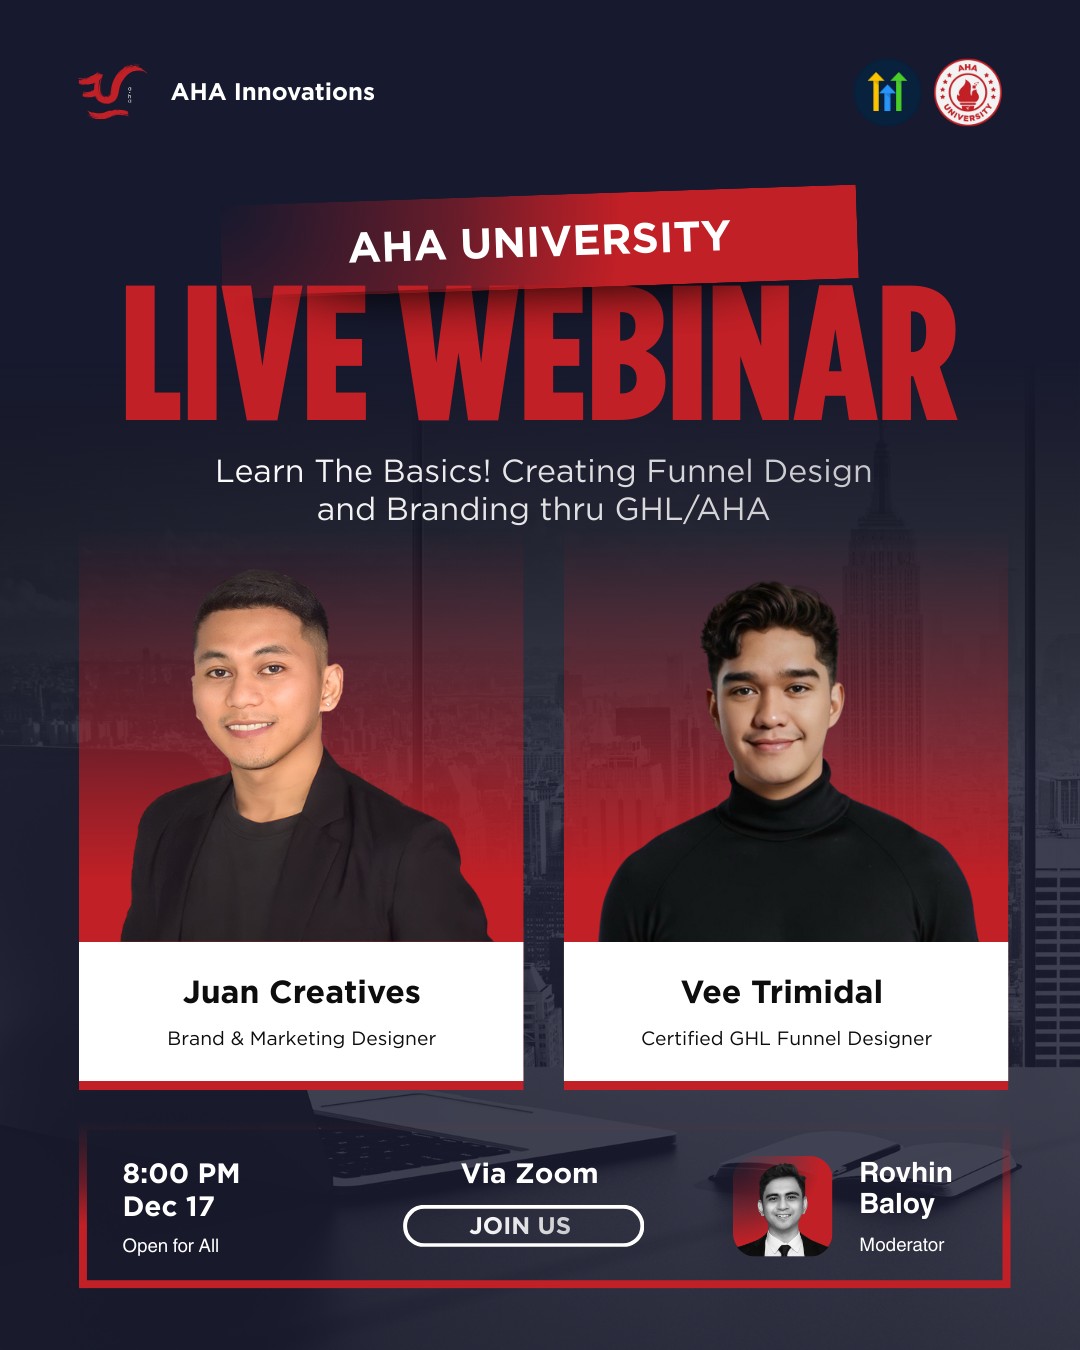 AHA Innovations
AHA
UNIVERSITY
AHA UNIVERSITY
LIVE WEBINAR
Learn The Basics! Creating Funnel Design
and Branding thru GHL/AHA
Juan Creatives
Brand & Marketing Designer
Vee Trimidal
Certified GHL Funnel Designer
8:00 PM
Dec 17
Open for All
Via Zoom
JOIN US
Rovhin
Baloy
Moderator